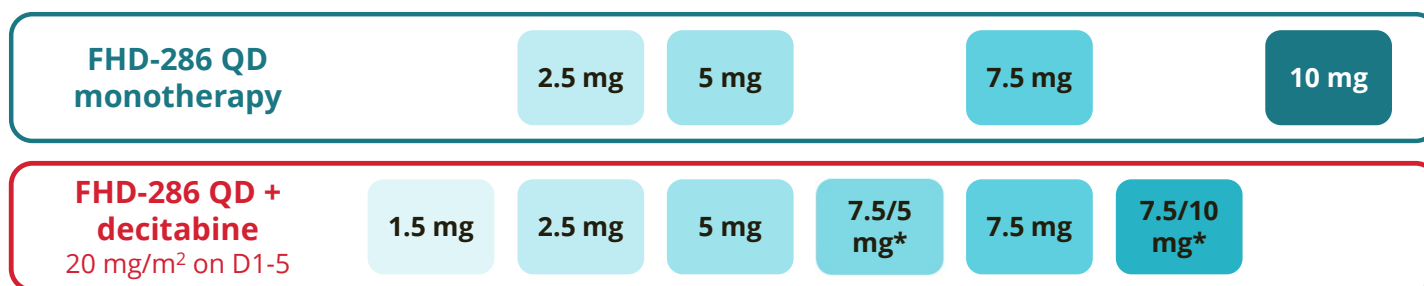 FHD-286 QD
monotherapy
2.5 mg
5 mg
7.5 mg
10 mg
FHD-286 QD +
decitabine
20 mg/m² on D1-5
1.5 mg
2.5 mg
5 mg
7.5/5
mg*
7.5 mg
7.5/10
mg*